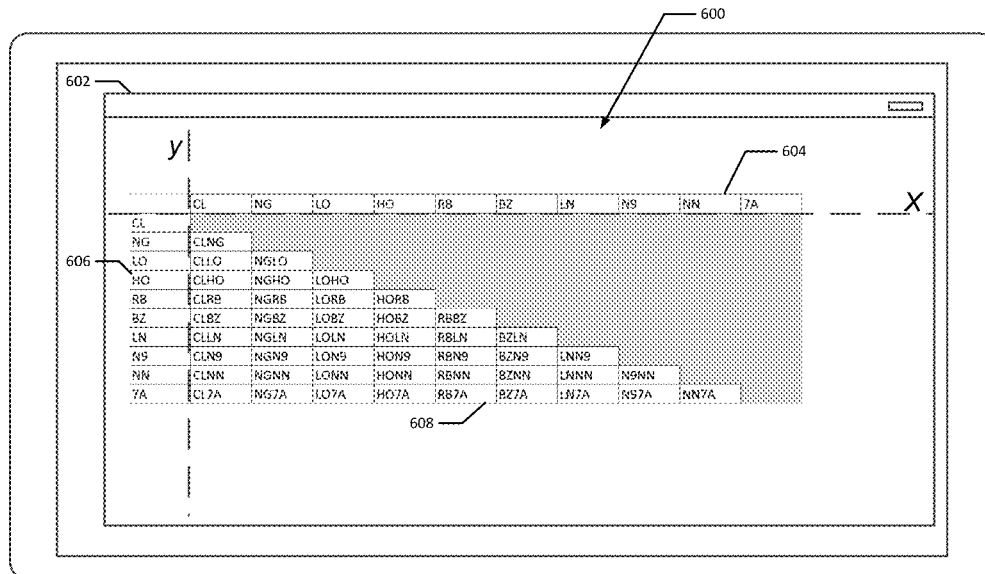 600
602
y
604
CL NG LO HO RB BZ LN N9 NN 7A
X
CL
NG CLNG
LO CLLO NGLO
606
HO CLHO NGHO LOHO
RB CLRB NGRB LORB HORB
BZ CLBZ NGBZ LOBZ HOBZ RBBZ
LN CLLN NGLN LOLN HOLN RBLN BZLN
N9 CLN9 NGN9 LON9 HON9 RBN9 BZN9 LNN9
NN CLNN NGNN LONN HONN RBNN BZNN LNNN N9NN
7A CL7A NG7A LO7A HO7A RB7A BZ7A LN7A N97A NN7A
608